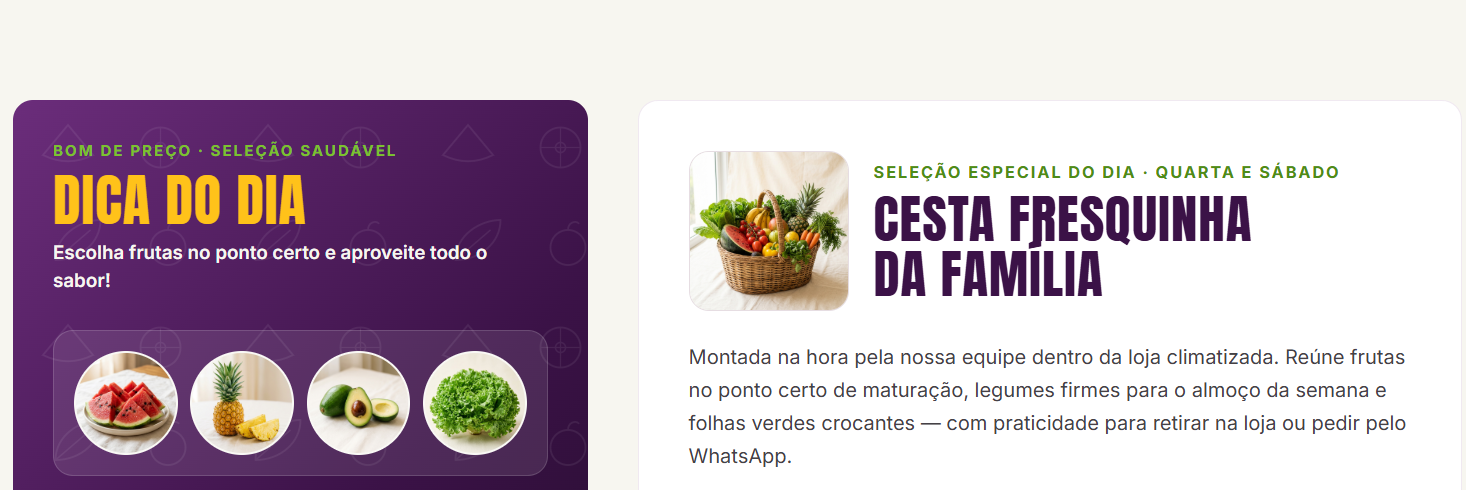 BOM DE PREÇO · SELEÇÃO SAUDÁVEL
DICA DO DIA
Escolha frutas no ponto certo e aproveite todo o
sabor!
SELEÇÃO ESPECIAL DO DIA · QUARTA E SÁBADO
CESTA FRESQUINHA
DA FAMÍLIA
Montada na hora pela nossa equipe dentro da loja climatizada. Reúne frutas
no ponto certo de maturação, legumes firmes para o almoço da semana e
folhas verdes crocantes — com praticidade para retirar na loja ou pedir pelo
WhatsApp.